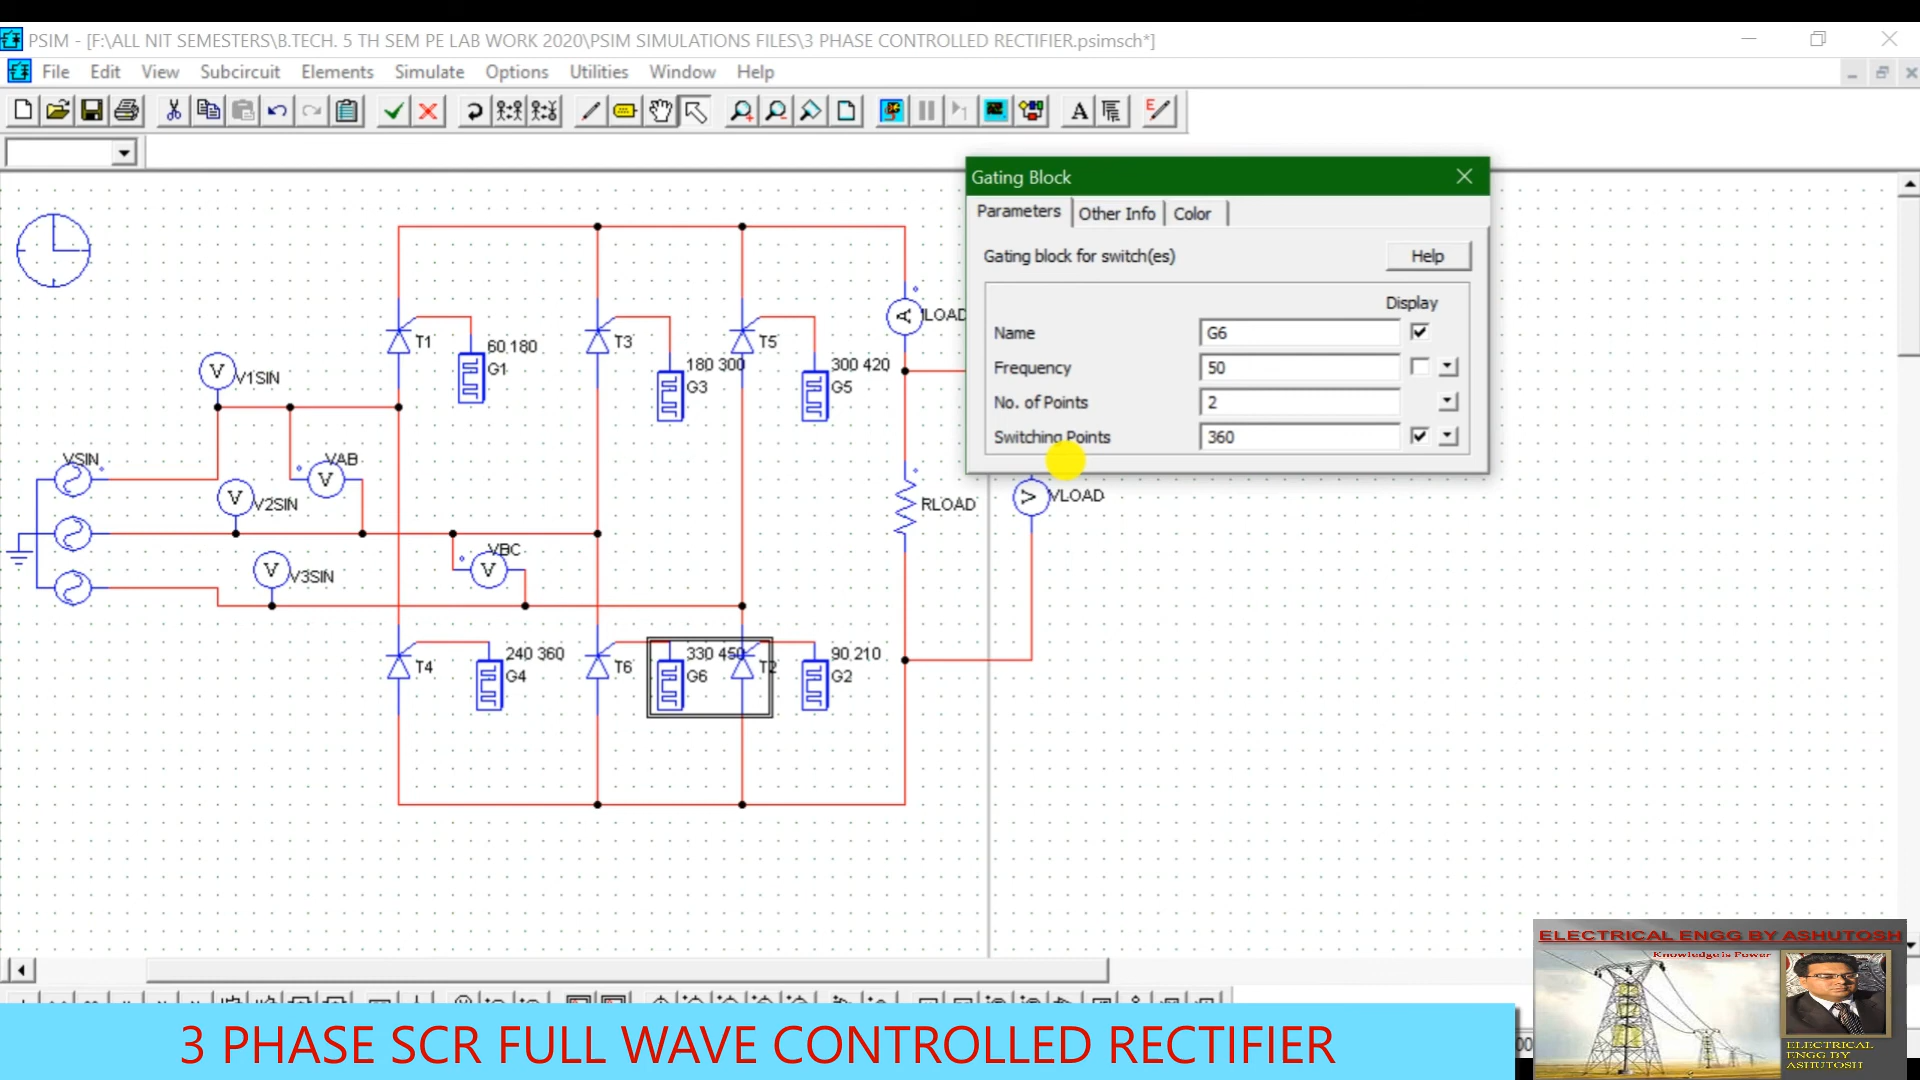 PSIM - [F:\ALL NIT SEMESTERS\B.TECH. 5 TH SEM PE LAB WORK 2020\PSIM SIMULATIONS FILES\3 PHASE CONTROLLED RECTIFIER.psimsch*]
File Edit View Subcircuit Elements Simulate Options Utilities Window Help
Gating Block
Parameters Other Info Color
Gating block for switch(es) Help
Display
Name G6
Frequency 50
No. of Points 2
Switching Points 360
T1 60 180
G1
T3 180 300
G3
T5 300 420
G5
A
V V1SIN
VSIN
VAB
V
V V2SIN
V V3SIN
VBC
V
RLOAD
V VLOAD
T4 240 360
G4
T6 330 450
G6
T2 90 210
G2
ELECTRICAL ENGG BY ASHUTOSH
Knowledge is Power
ELECTRICAL
ENGG BY
ASHUTOSH
3 PHASE SCR FULL WAVE CONTROLLED RECTIFIER